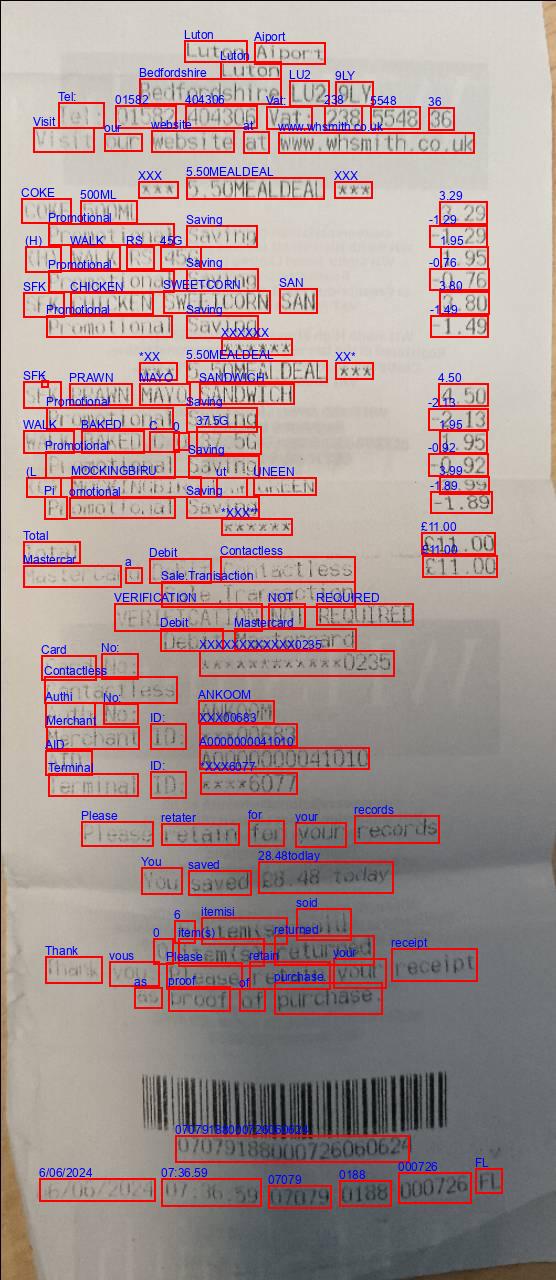 Luton Aiport
Luton
Bedfordshire LU2 9LY
Tel: 01582 404306 Vat: 238 5548 36
Visit our website at www.whsmith.co.uk
*** 5.50MEALDEAL ***
COKE 500ML 3.29
Promotional Saving -1.29
(H) WALK RS 45G 1.95
Promotional Saving -0.76
SFK CHICKEN SWEETCORN SAN 3.80
Promotional Saving -1.49
******
*** 5.50MEALDEAL ***
SFK PRAWN MAYO SANDWICH 4.50
Promotional Saving -2.13
WALK BAKED C O 37.5G 1.95
Promotional Saving -0.92
3.99
Promotional Saving -1.89
******
Total £11.00
Mastercard Debit Contactless £11.00
Sale Transaction
VERIFICATION NOT REQUIRED
Debit Mastercard
Card No: ************0235
Contactless
Auth No: ANKOOM
Merchant ID: ***00683
AID: A0000000041010
Terminal ID: ****6077
Please retain for your records
You saved £8.48 today
6 item(s) sold
0 item(s) returned
Thank you Please retain your receipt
as proof of purchase.
07079188000726060624
6/06/2024 07:36.59 07079 0188 000726 FL